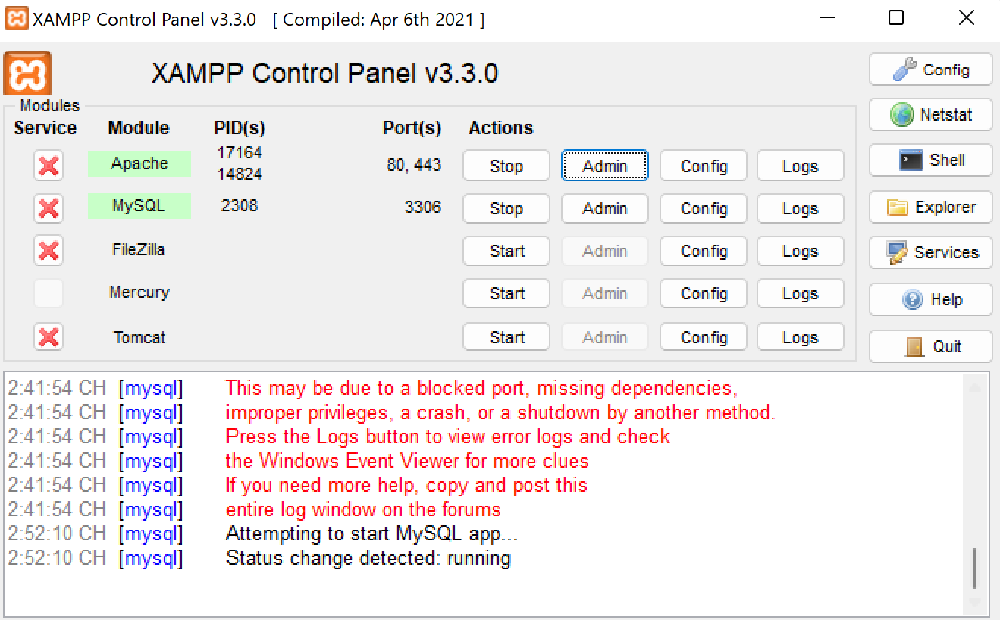 XAMPP Control Panel v3.3.0 [ Compiled: Apr 6th 2021 ]
XAMPP Control Panel v3.3.0
Config
Modules
Service Module PID(s) Port(s) Actions
Netstat
Apache 17164 14824 80, 443 Stop Admin Config Logs
Shell
MySQL 2308 3306 Stop Admin Config Logs
Explorer
FileZilla Start Admin Config Logs
Services
Mercury Start Admin Config Logs
Help
Tomcat Start Admin Config Logs
Quit
2:41:54 CH [mysql] This may be due to a blocked port, missing dependencies,
2:41:54 CH [mysql] improper privileges, a crash, or a shutdown by another method.
2:41:54 CH [mysql] Press the Logs button to view error logs and check
2:41:54 CH [mysql] the Windows Event Viewer for more clues
2:41:54 CH [mysql] If you need more help, copy and post this
2:41:54 CH [mysql] entire log window on the forums
2:52:10 CH [mysql] Attempting to start MySQL app...
2:52:10 CH [mysql] Status change detected: running